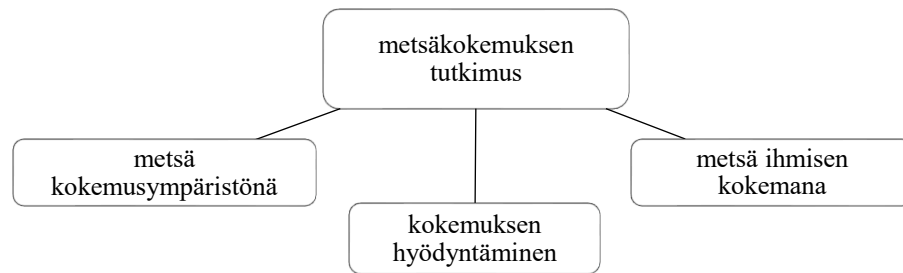 metsäkokemuksen
tutkimus
metsä
kokemusympäristönä
metsä ihmisen
kokemana
kokemuksen
hyödyntäminen